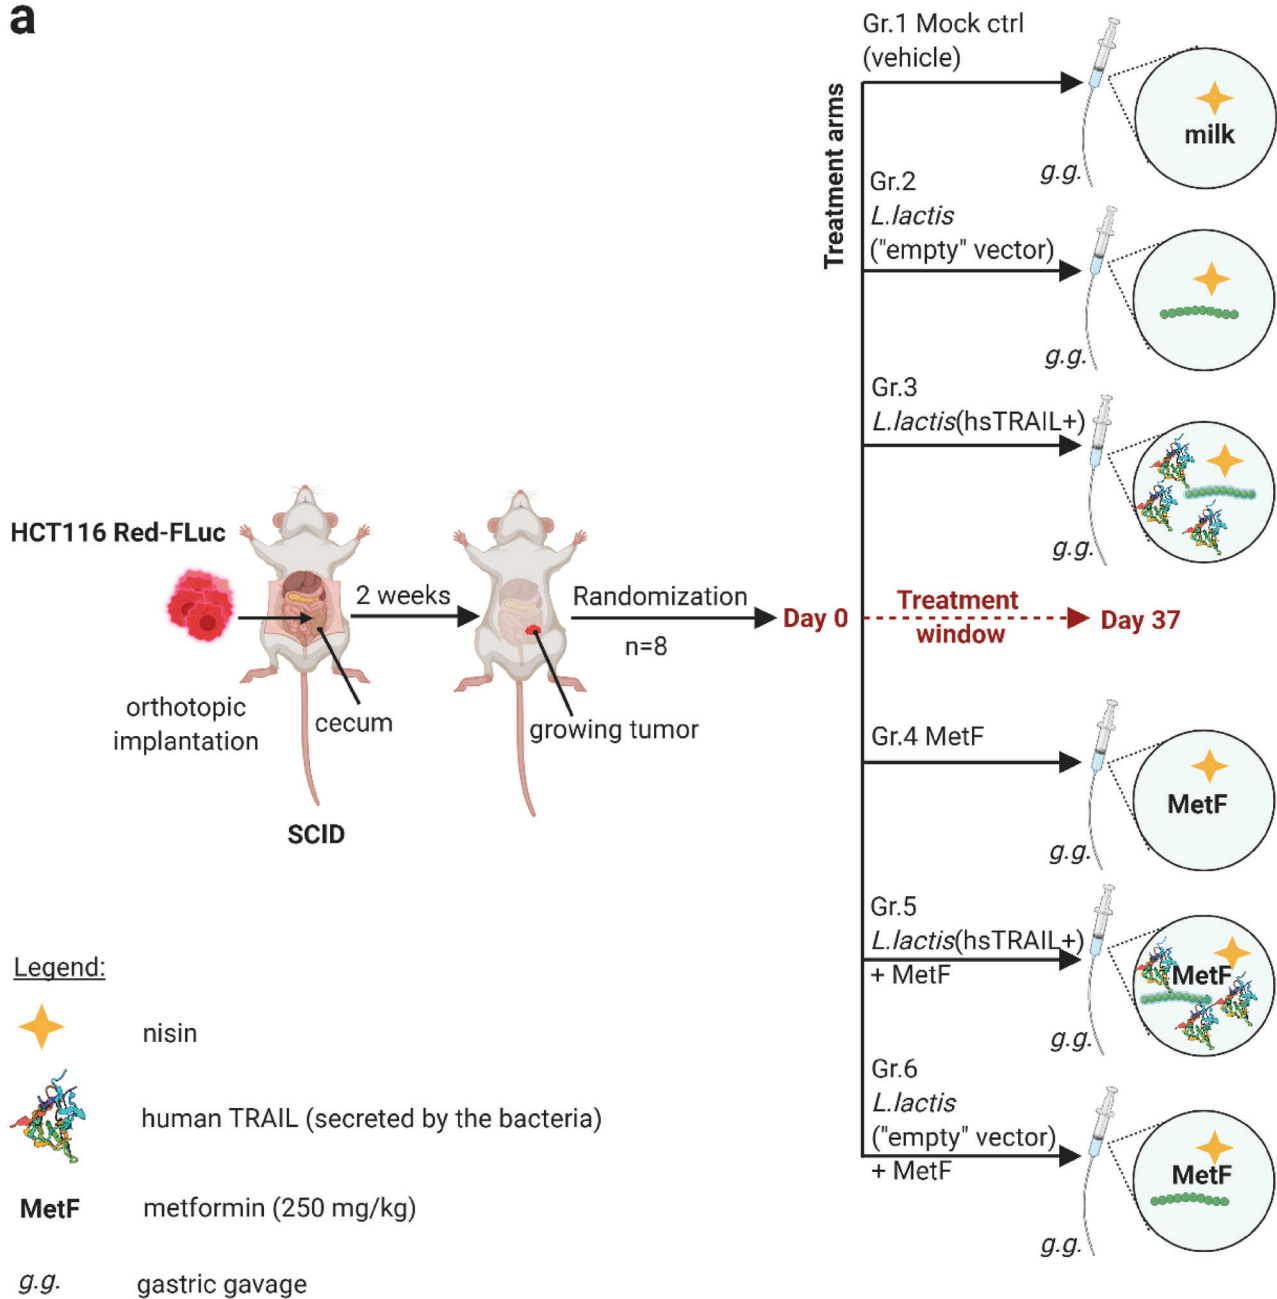 a
Gr.1 Mock ctrl
(vehicle)
milk
g.g.
Treatment arms
Gr.2
L.lactis
("empty" vector)
g.g.
Gr.3
L.lactis(hsTRAIL+)
g.g.
HCT116 Red-FLuc
2 weeks
Randomization
n=8
Day 0
Treatment
window
Day 37
orthotopic
implantation
cecum
growing tumor
SCID
Gr.4 MetF
MetF
g.g.
Gr.5
L.lactis(hsTRAIL+)
+ MetF
MetF
g.g.
Gr.6
L.lactis
("empty" vector)
+ MetF
MetF
g.g.
Legend:
nisin
human TRAIL (secreted by the bacteria)
MetF metformin (250 mg/kg)
g.g. gastric gavage